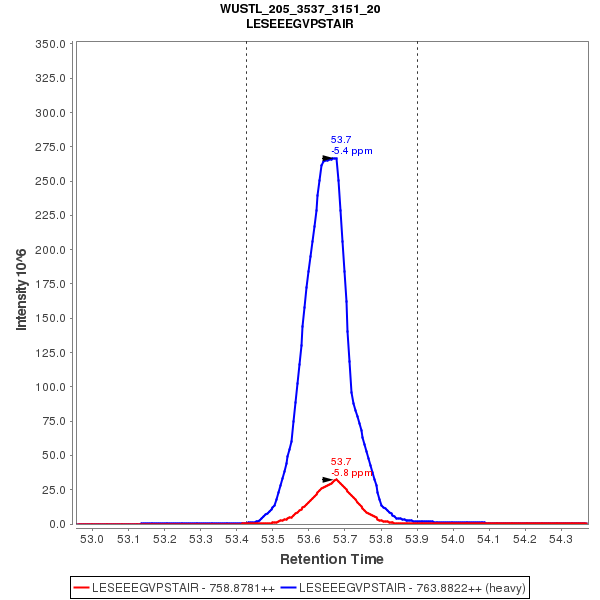 WUSTL_205_3537_3151_20
LESEEEGVPSTAIR
350.0
325.0
300.0
275.0
250.0
225.0
200.0
175.0
150.0
125.0
100.0
75.0
50.0
25.0
0.0
Intensity 10^6
53.7
-5.4 ppm
53.7
-5.8 ppm
53.0 53.1 53.2 53.3 53.4 53.5 53.6 53.7 53.8 53.9 54.0 54.1 54.2 54.3
Retention Time
LESEEEGVPSTAIR - 758.8781++ LESEEEGVPSTAIR - 763.8822++ (heavy)